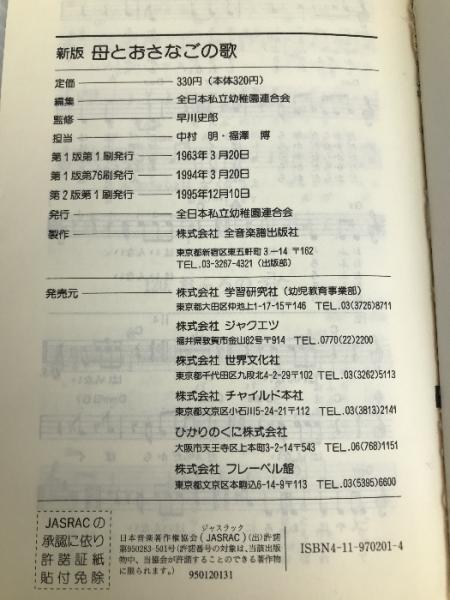 新版 母とおさなごの歌
定価 330円（本体320円）
編集 全日本私立幼稚園連合会
監修 早川史郎
担当 中村 明・福澤 博
第1版第1刷発行 1963年3月20日
第1版第76刷発行 1994年3月20日
第2版第1刷発行 1995年12月10日
発行 全日本私立幼稚園連合会
製作 株式会社 全音楽譜出版社
東京都新宿区東五軒町3－14 〒162
TEL.03-3267-4321（出版部）
発売元 株式会社 学習研究社（幼児教育事業部）
東京都大田区仲池上1-17-15〒146 TEL.03(3726)8711
株式会社 ジャクエツ
福井県敦賀市金山62号〒914 TEL.0770(22)2200
株式会社 世界文化社
東京都千代田区九段北4-2-29〒102 TEL.03(3262)5113
株式会社 チャイルド本社
東京都文京区小石川5-24-21〒112 TEL.03(3813)2141
ひかりのくに株式会社
大阪市天王寺区上本町3-2-14〒543 TEL.06(768)1151
株式会社 フレーベル館
東京都文京区本駒込6-14-9〒113 TEL.03(5395)6600
JASRACの
承認に依り
許諾証紙
貼付免除
ジャスラック
日本音楽著作権協会(JASRAC)(出)許諾
第950283-501号(許諾番号の対象は、当該出版
物中、当協会が許諾することのできる著作物
に限られます。) 950120131
ISBN4-11-970201-4